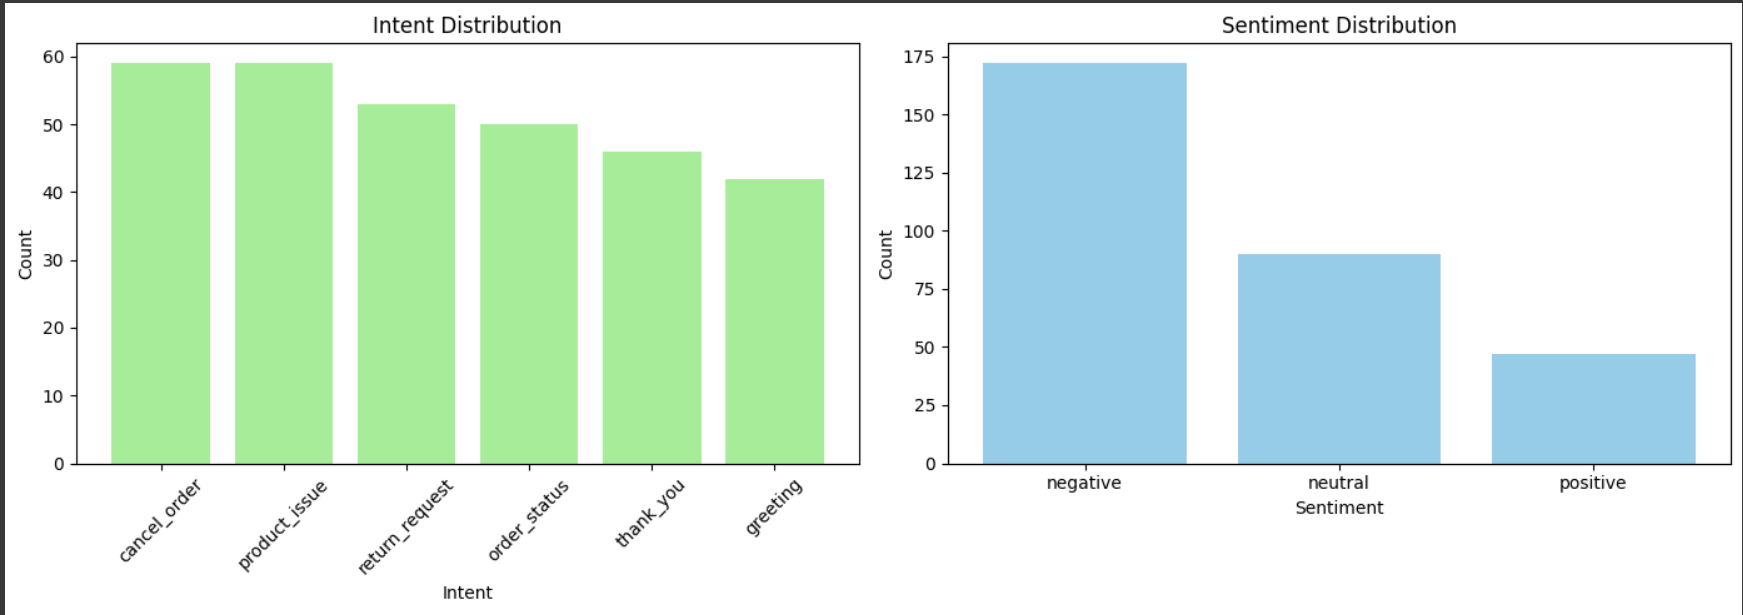 Intent Distribution
60
50
40
30
20
10
0
Count
cancel_order
product_issue
return_request
order_status
thank_you
greeting
Intent
Sentiment Distribution
175
150
125
100
75
50
25
0
Count
negative
neutral
positive
Sentiment